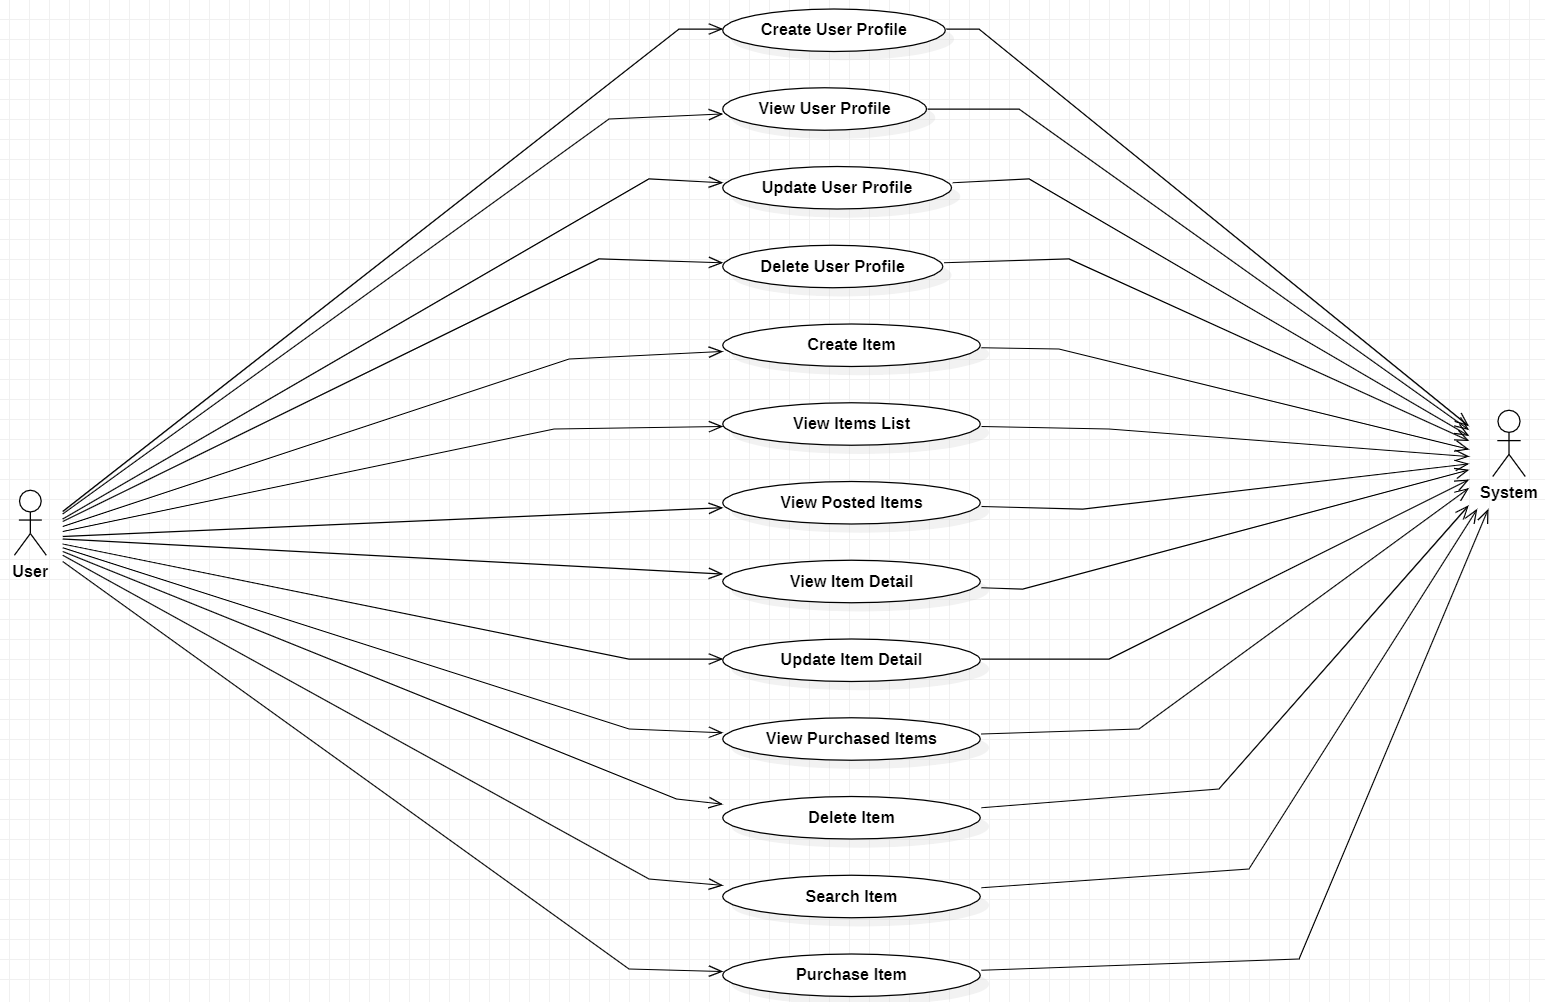 Create User Profile
View User Profile
Update User Profile
Delete User Profile
Create Item
View Items List
View Posted Items
View Item Detail
Update Item Detail
View Purchased Items
Delete Item
Search Item
Purchase Item
User
System